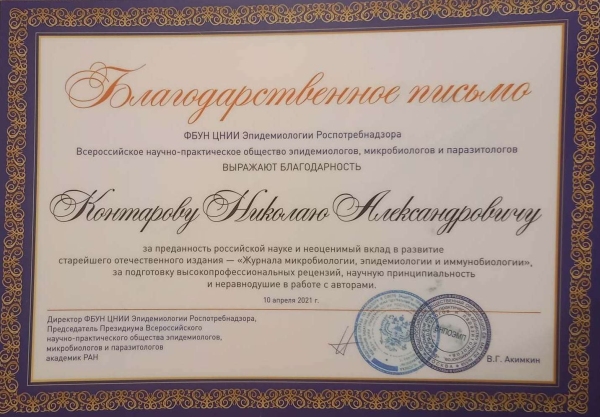 Благодарственное письмо
ФБУН ЦНИИ Эпидемиологии Роспотребнадзора
Всероссийское научно-практическое общество эпидемиологов, микробиологов и паразитологов
ВЫРАЖАЮТ БЛАГОДАРНОСТЬ
Контарову Николаю Александровичу
за преданность российской науке и неоценимый вклад в развитие
старейшего отечественного издания — «Журнала микробиологии, эпидемиологии и иммунобиологии»,
за подготовку высокопрофессиональных рецензий, научную принципиальность
и неравнодушие в работе с авторами.
10 апреля 2021 г.
Директор ФБУН ЦНИИ Эпидемиологии Роспотребнадзора,
Председатель Президиума Всероссийского
научно-практического общества эпидемиологов,
микробиологов и паразитологов
академик РАН
В.Г. Акимкин